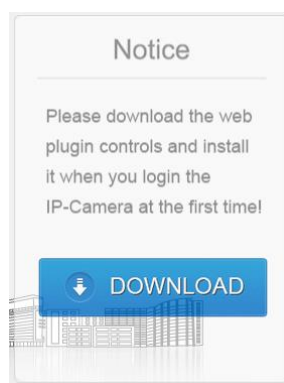 Notice
Please download the web
plugin controls and install
it when you login the
IP-Camera at the first time!
DOWNLOAD